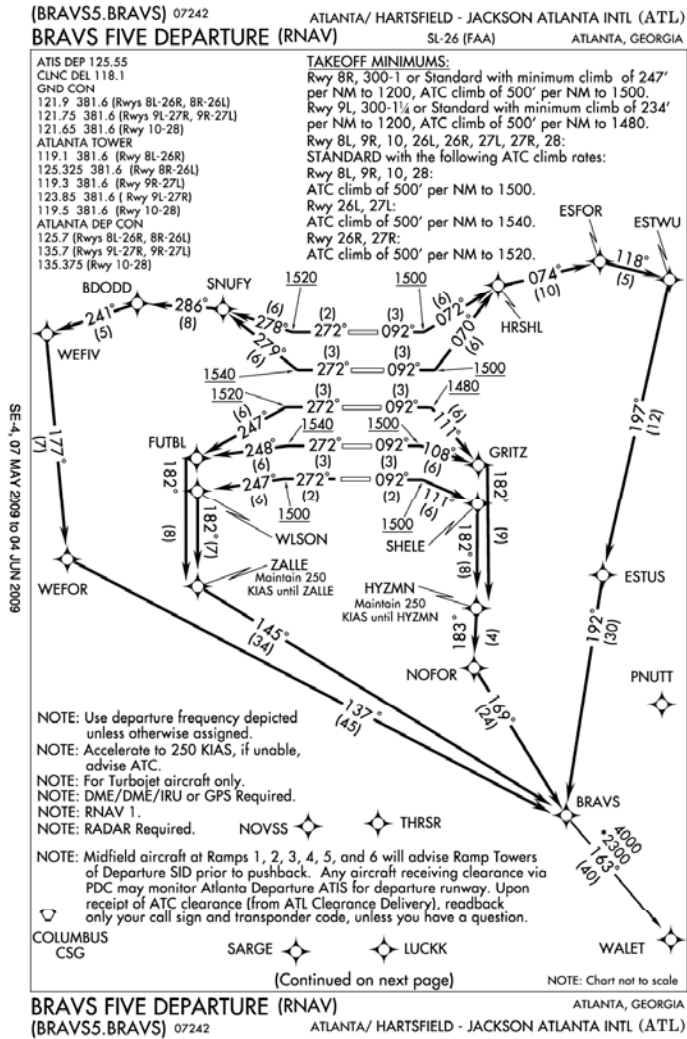 (BRAVS5.BRAVS) 07242
ATLANTA/ HARTSFIELD - JACKSON ATLANTA INTL (ATL)
BRAVS FIVE DEPARTURE (RNAV)
SL-26 (FAA)
ATLANTA, GEORGIA
ATIS DEP 125.55
CLNC DEL 118.1
GND CON
121.9 381.6 (Rwys 8L-26R, 8R-26L)
121.75 381.6 (Rwys 9L-27R, 9R-27L)
121.65 381.6 (Rwy 10-28)
ATLANTA TOWER
119.1 381.6 (Rwy 8L-26R)
125.325 381.6 (Rwy 8R-26L)
119.3 381.6 (Rwy 9R-27L)
123.85 381.6 ( Rwy 9L-27R)
119.5 381.6 (Rwy 10-28)
ATLANTA DEP CON
125.7 (Rwys 8L-26R, 8R-26L)
135.7 (Rwys 9L-27R, 9R-27L)
135.375 (Rwy 10-28)
TAKEOFF MINIMUMS:
Rwy 8R, 300-1 or Standard with minimum climb of 247'
per NM to 1200, ATC climb of 500' per NM to 1500.
Rwy 9L, 300-1¼ or Standard with minimum climb of 234'
per NM to 1200, ATC climb of 500' per NM to 1480.
Rwy 8L, 9R, 10, 26L, 26R, 27L, 27R, 28:
STANDARD with the following ATC climb rates:
Rwy 8L, 9R, 10, 28:
ATC climb of 500' per NM to 1500.
Rwy 26L, 27L:
ATC climb of 500' per NM to 1540.
Rwy 26R, 27R:
ATC climb of 500' per NM to 1520.
ESFOR
ESTWU
118°
(5)
074°
(10)
HRSHL
BDODD
SNUFY
241°
(5)
286°
(8)
WEFIV
1520
1500
(6)
278°
(2)
272°
(3)
092°
(6)
072°
279°
(6)
(3)
272°
(3)
092°
070°
(6)
1540
1500
1520
1480
(6)
247°
(3)
272°
(3)
092°
(6)
111°
FUTBL
1540
1500
248°
(6)
272°
(3)
092°
(3)
108°
(6)
GRITZ
247°
(6)
272°
(2)
092°
(2)
111°
(6)
1500
1500
182°
(8)
182°
(7)
WLSON
SHELE
182°
(9)
182°
(8)
177°
(7)
197°
(12)
WEFOR
ZALLE
Maintain 250
KIAS until ZALLE
HYZMN
Maintain 250
KIAS until HYZMN
ESTUS
192°
(30)
145°
(34)
183°
(4)
NOFOR
PNUTT
137°
(45)
169°
(24)
BRAVS
NOTE: Use departure frequency depicted
unless otherwise assigned.
NOTE: Accelerate to 250 KIAS, if unable,
advise ATC.
NOTE: For Turbojet aircraft only.
NOTE: DME/DME/IRU or GPS Required.
NOTE: RNAV 1.
NOTE: RADAR Required.
NOVSS
THRSR
4000
*2300
163°
(40)
NOTE: Midfield aircraft at Ramps 1, 2, 3, 4, 5, and 6 will advise Ramp Towers
of Departure SID prior to pushback. Any aircraft receiving clearance via
PDC may monitor Atlanta Departure ATIS for departure runway. Upon
receipt of ATC clearance (from ATL Clearance Delivery), readback
only your call sign and transponder code, unless you have a question.
COLUMBUS
CSG
SARGE
LUCKK
WALET
(Continued on next page)
NOTE: Chart not to scale
BRAVS FIVE DEPARTURE (RNAV)
ATLANTA, GEORGIA
(BRAVS5.BRAVS) 07242
ATLANTA/ HARTSFIELD - JACKSON ATLANTA INTL (ATL)
SE-4, 07 MAY 2009 to 04 JUN 2009